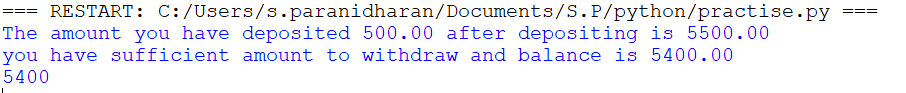 === RESTART: C:/Users/s.paranidharan/Documents/S.P/python/practise.py ===
The amount you have deposited 500.00 after depositing is 5500.00
you have sufficient amount to withdraw and balance is 5400.00
5400